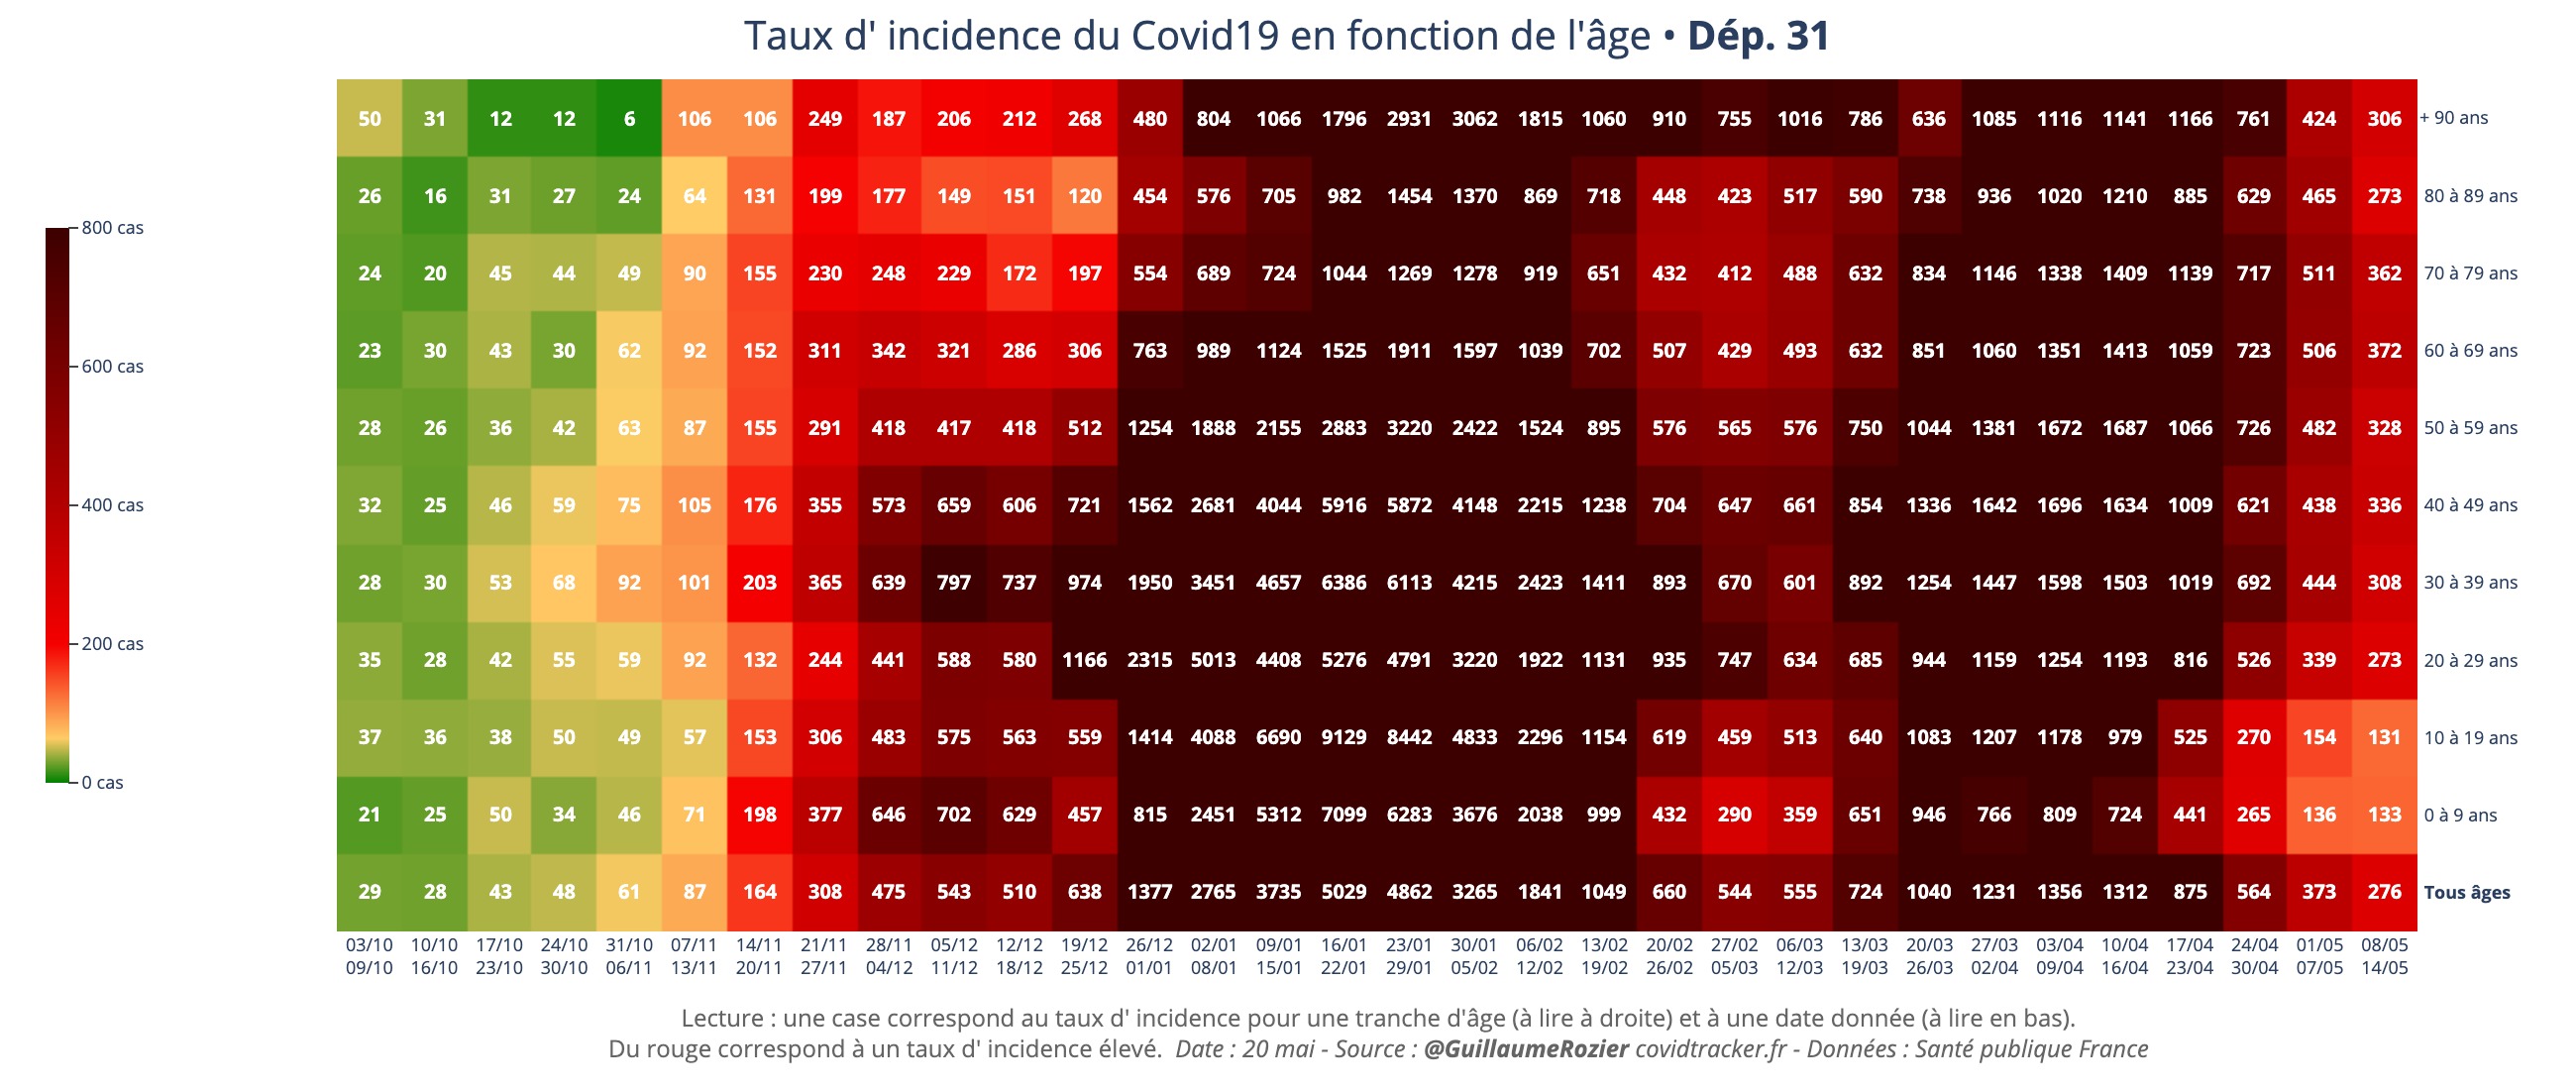 Taux d' incidence du Covid19 en fonction de l'âge • Dép. 31
800 cas
600 cas
400 cas
200 cas
0 cas
50 31 12 12 6 106 106 249 187 206 212 268 480 804 1066 1796 2931 3062 1815 1060 910 755 1016 786 636 1085 1116 1141 1166 761 424 306 + 90 ans
26 16 31 27 24 64 131 199 177 149 151 120 454 576 705 982 1454 1370 869 718 448 423 517 590 738 936 1020 1210 885 629 465 273 80 à 89 ans
24 20 45 44 49 90 155 230 248 229 172 197 554 689 724 1044 1269 1278 919 651 432 412 488 632 834 1146 1338 1409 1139 717 511 362 70 à 79 ans
23 30 43 30 62 92 152 311 342 321 286 306 763 989 1124 1525 1911 1597 1039 702 507 429 493 632 851 1060 1351 1413 1059 723 506 372 60 à 69 ans
28 26 36 42 63 87 155 291 418 417 418 512 1254 1888 2155 2883 3220 2422 1524 895 576 565 576 750 1044 1381 1672 1687 1066 726 482 328 50 à 59 ans
32 25 46 59 75 105 176 355 573 659 606 721 1562 2681 4044 5916 5872 4148 2215 1238 704 647 661 854 1336 1642 1696 1634 1009 621 438 336 40 à 49 ans
28 30 53 68 92 101 203 365 639 797 737 974 1950 3451 4657 6386 6113 4215 2423 1411 893 670 601 892 1254 1447 1598 1503 1019 692 444 308 30 à 39 ans
35 28 42 55 59 92 132 244 441 588 580 1166 2315 5013 4408 5276 4791 3220 1922 1131 935 747 634 685 944 1159 1254 1193 816 526 339 273 20 à 29 ans
37 36 38 50 49 57 153 306 483 575 563 559 1414 4088 6690 9129 8442 4833 2296 1154 619 459 513 640 1083 1207 1178 979 525 270 154 131 10 à 19 ans
21 25 50 34 46 71 198 377 646 702 629 457 815 2451 5312 7099 6283 3676 2038 999 432 290 359 651 946 766 809 724 441 265 136 133 0 à 9 ans
29 28 43 48 61 87 164 308 475 543 510 638 1377 2765 3735 5029 4862 3265 1841 1049 660 544 555 724 1040 1231 1356 1312 875 564 373 276 Tous âges
03/10 10/10 17/10 24/10 31/10 07/11 14/11 21/11 28/11 05/12 12/12 19/12 26/12 02/01 09/01 16/01 23/01 30/01 06/02 13/02 20/02 27/02 06/03 13/03 20/03 27/03 03/04 10/04 17/04 24/04 01/05 08/05
09/10 16/10 23/10 30/10 06/11 13/11 20/11 27/11 04/12 11/12 18/12 25/12 01/01 08/01 15/01 22/01 29/01 05/02 12/02 19/02 26/02 05/03 12/03 19/03 26/03 02/04 09/04 16/04 23/04 30/04 07/05 14/05
Lecture : une case correspond au taux d' incidence pour une tranche d'âge (à lire à droite) et à une date donnée (à lire en bas).
Du rouge correspond à un taux d' incidence élevé. Date : 20 mai - Source : @GuillaumeRozier covidtracker.fr - Données : Santé publique France